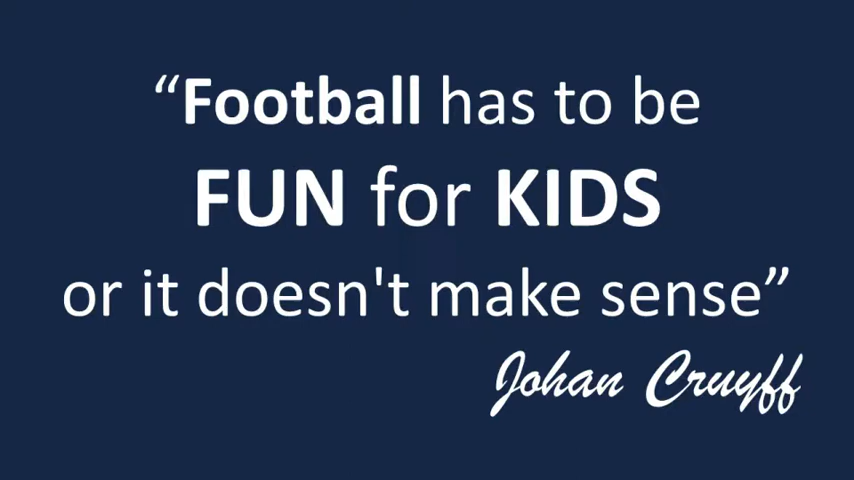 “Football has to be
FUN for KIDS
or it doesn't make sense”
Johan Cruyff